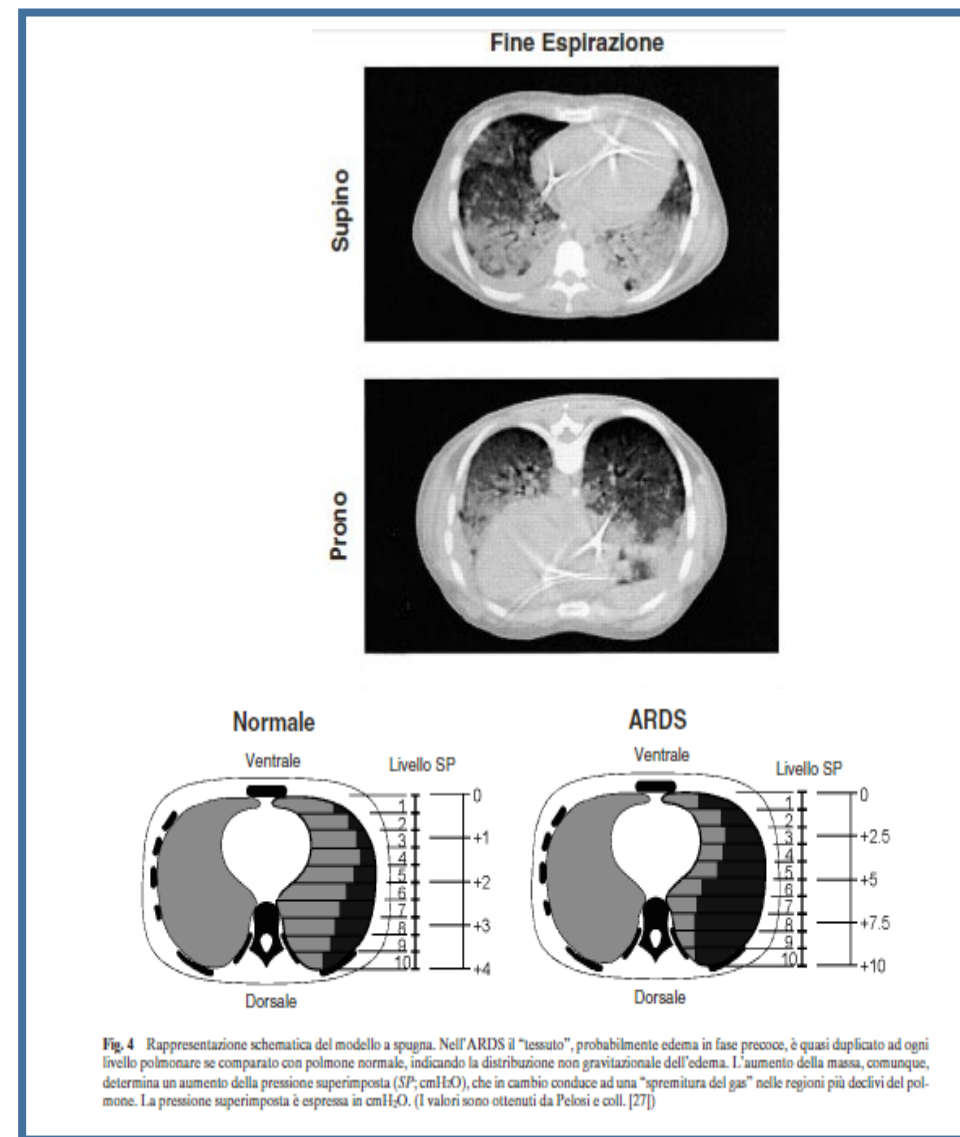 Fine Espirazione
Supino
Prono
Normale
Ventrale
Livello SP
1
2
3
4
5
6
7
8
9
10
0
+1
+2
+3
+4
Dorsale
ARDS
Ventrale
Livello SP
1
2
3
4
5
6
7
8
9
10
0
+2.5
+5
+7.5
+10
Dorsale
Fig. 4 Rappresentazione schematica del modello a spugna. Nell'ARDS il “tessuto”, probabilmente edema in fase precoce, è quasi duplicato ad ogni
livello polmonare se comparato con polmone normale, indicando la distribuzione non gravitazionale dell'edema. L'aumento della massa, comunque,
determina un aumento della pressione superimposta (SP; cmH2O), che in cambio conduce ad una “spremitura del gas” nelle regioni più declivi del pol-
mone. La pressione superimposta è espressa in cmH2O. (I valori sono ottenuti da Pelosi e coll. [27])